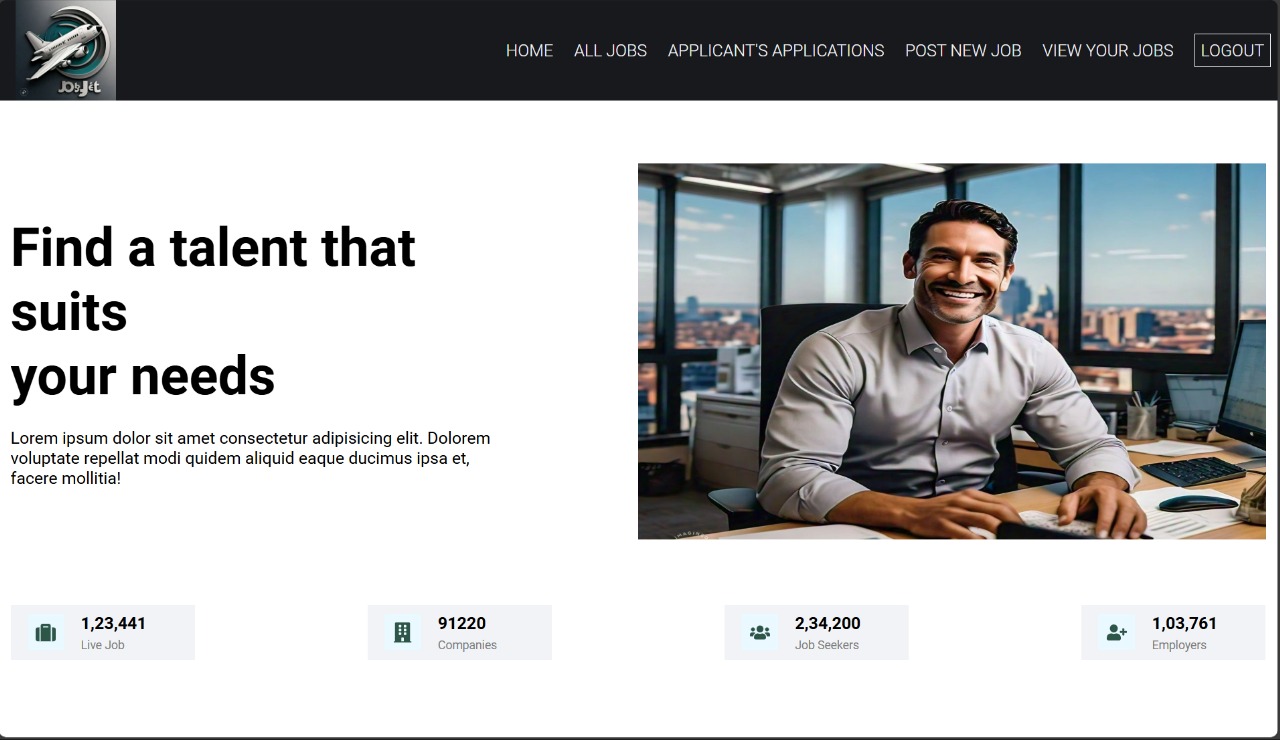 HOME ALL JOBS APPLICANT'S APPLICATIONS POST NEW JOB VIEW YOUR JOBS LOGOUT
Find a talent that
suits
your needs
Lorem ipsum dolor sit amet consectetur adipisicing elit. Dolorem
voluptate repellat modi quidem aliquid eaque ducimus ipsa et,
facere mollitia!
1,23,441
Live Job
91220
Companies
2,34,200
Job Seekers
1,03,761
Employers